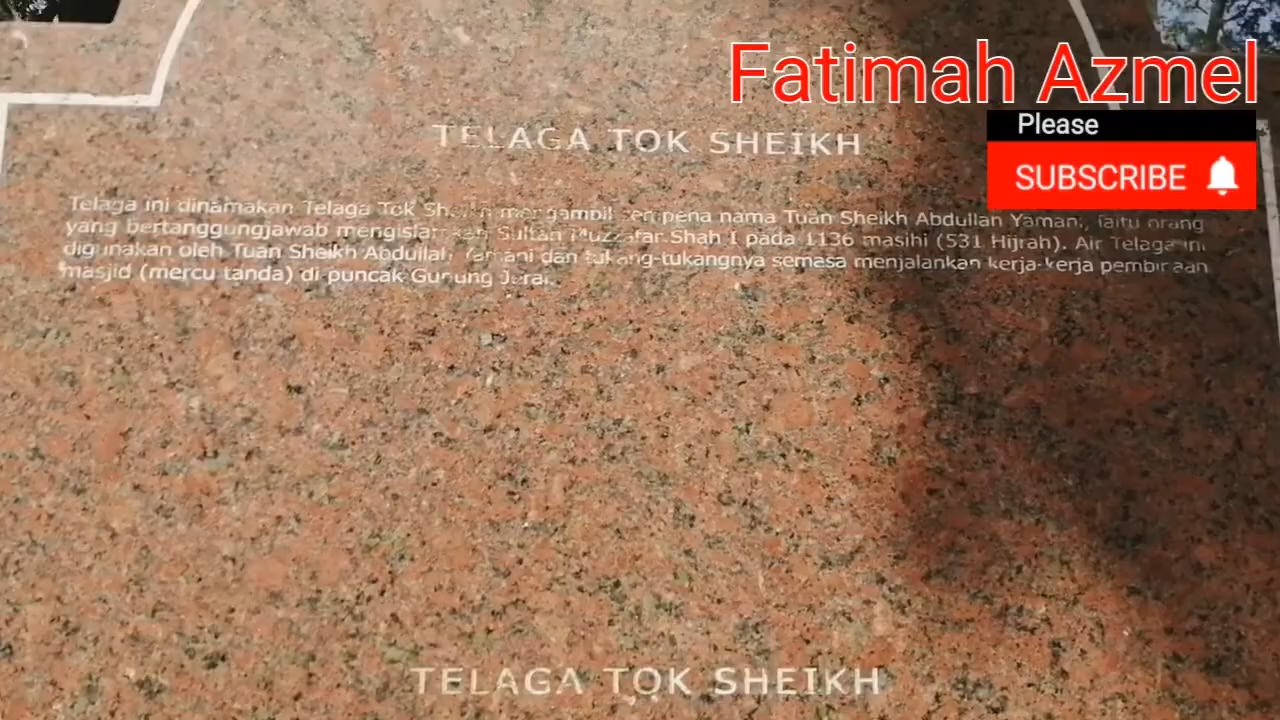 Fatimah Azmel
Please
SUBSCRIBE
TELAGA TOK SHEIKH
Telaga ini dinamakan Telaga Tok Sheikh mengambil sempena nama Tuan Sheikh Abdullah Yamani, iaitu orang
yang bertanggungjawab mengislamkan Sultan Muzzafar Shah I pada 1136 masihi (531 Hijrah). Air Telaga ini
digunakan oleh Tuan Sheikh Abdullah Yamani dan tukang-tukangnya semasa menjalankan kerja-kerja pembinaan
masjid (mercu tanda) di puncak Gunung Jerai.
TELAGA TOK SHEIKH